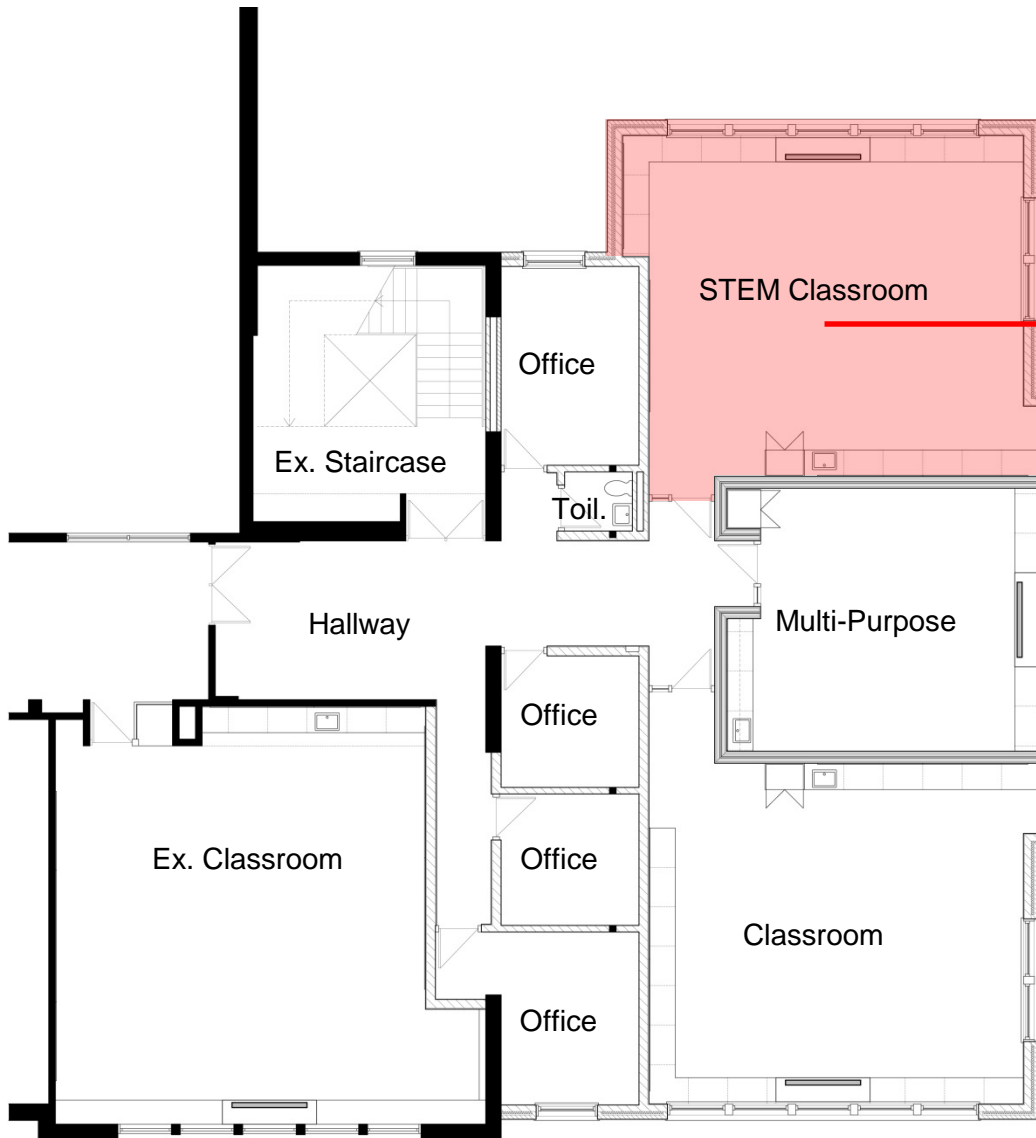 STEM Classroom
Office
Ex. Staircase
Toil.
Hallway
Multi-Purpose
Office
Ex. Classroom
Office
Classroom
Office